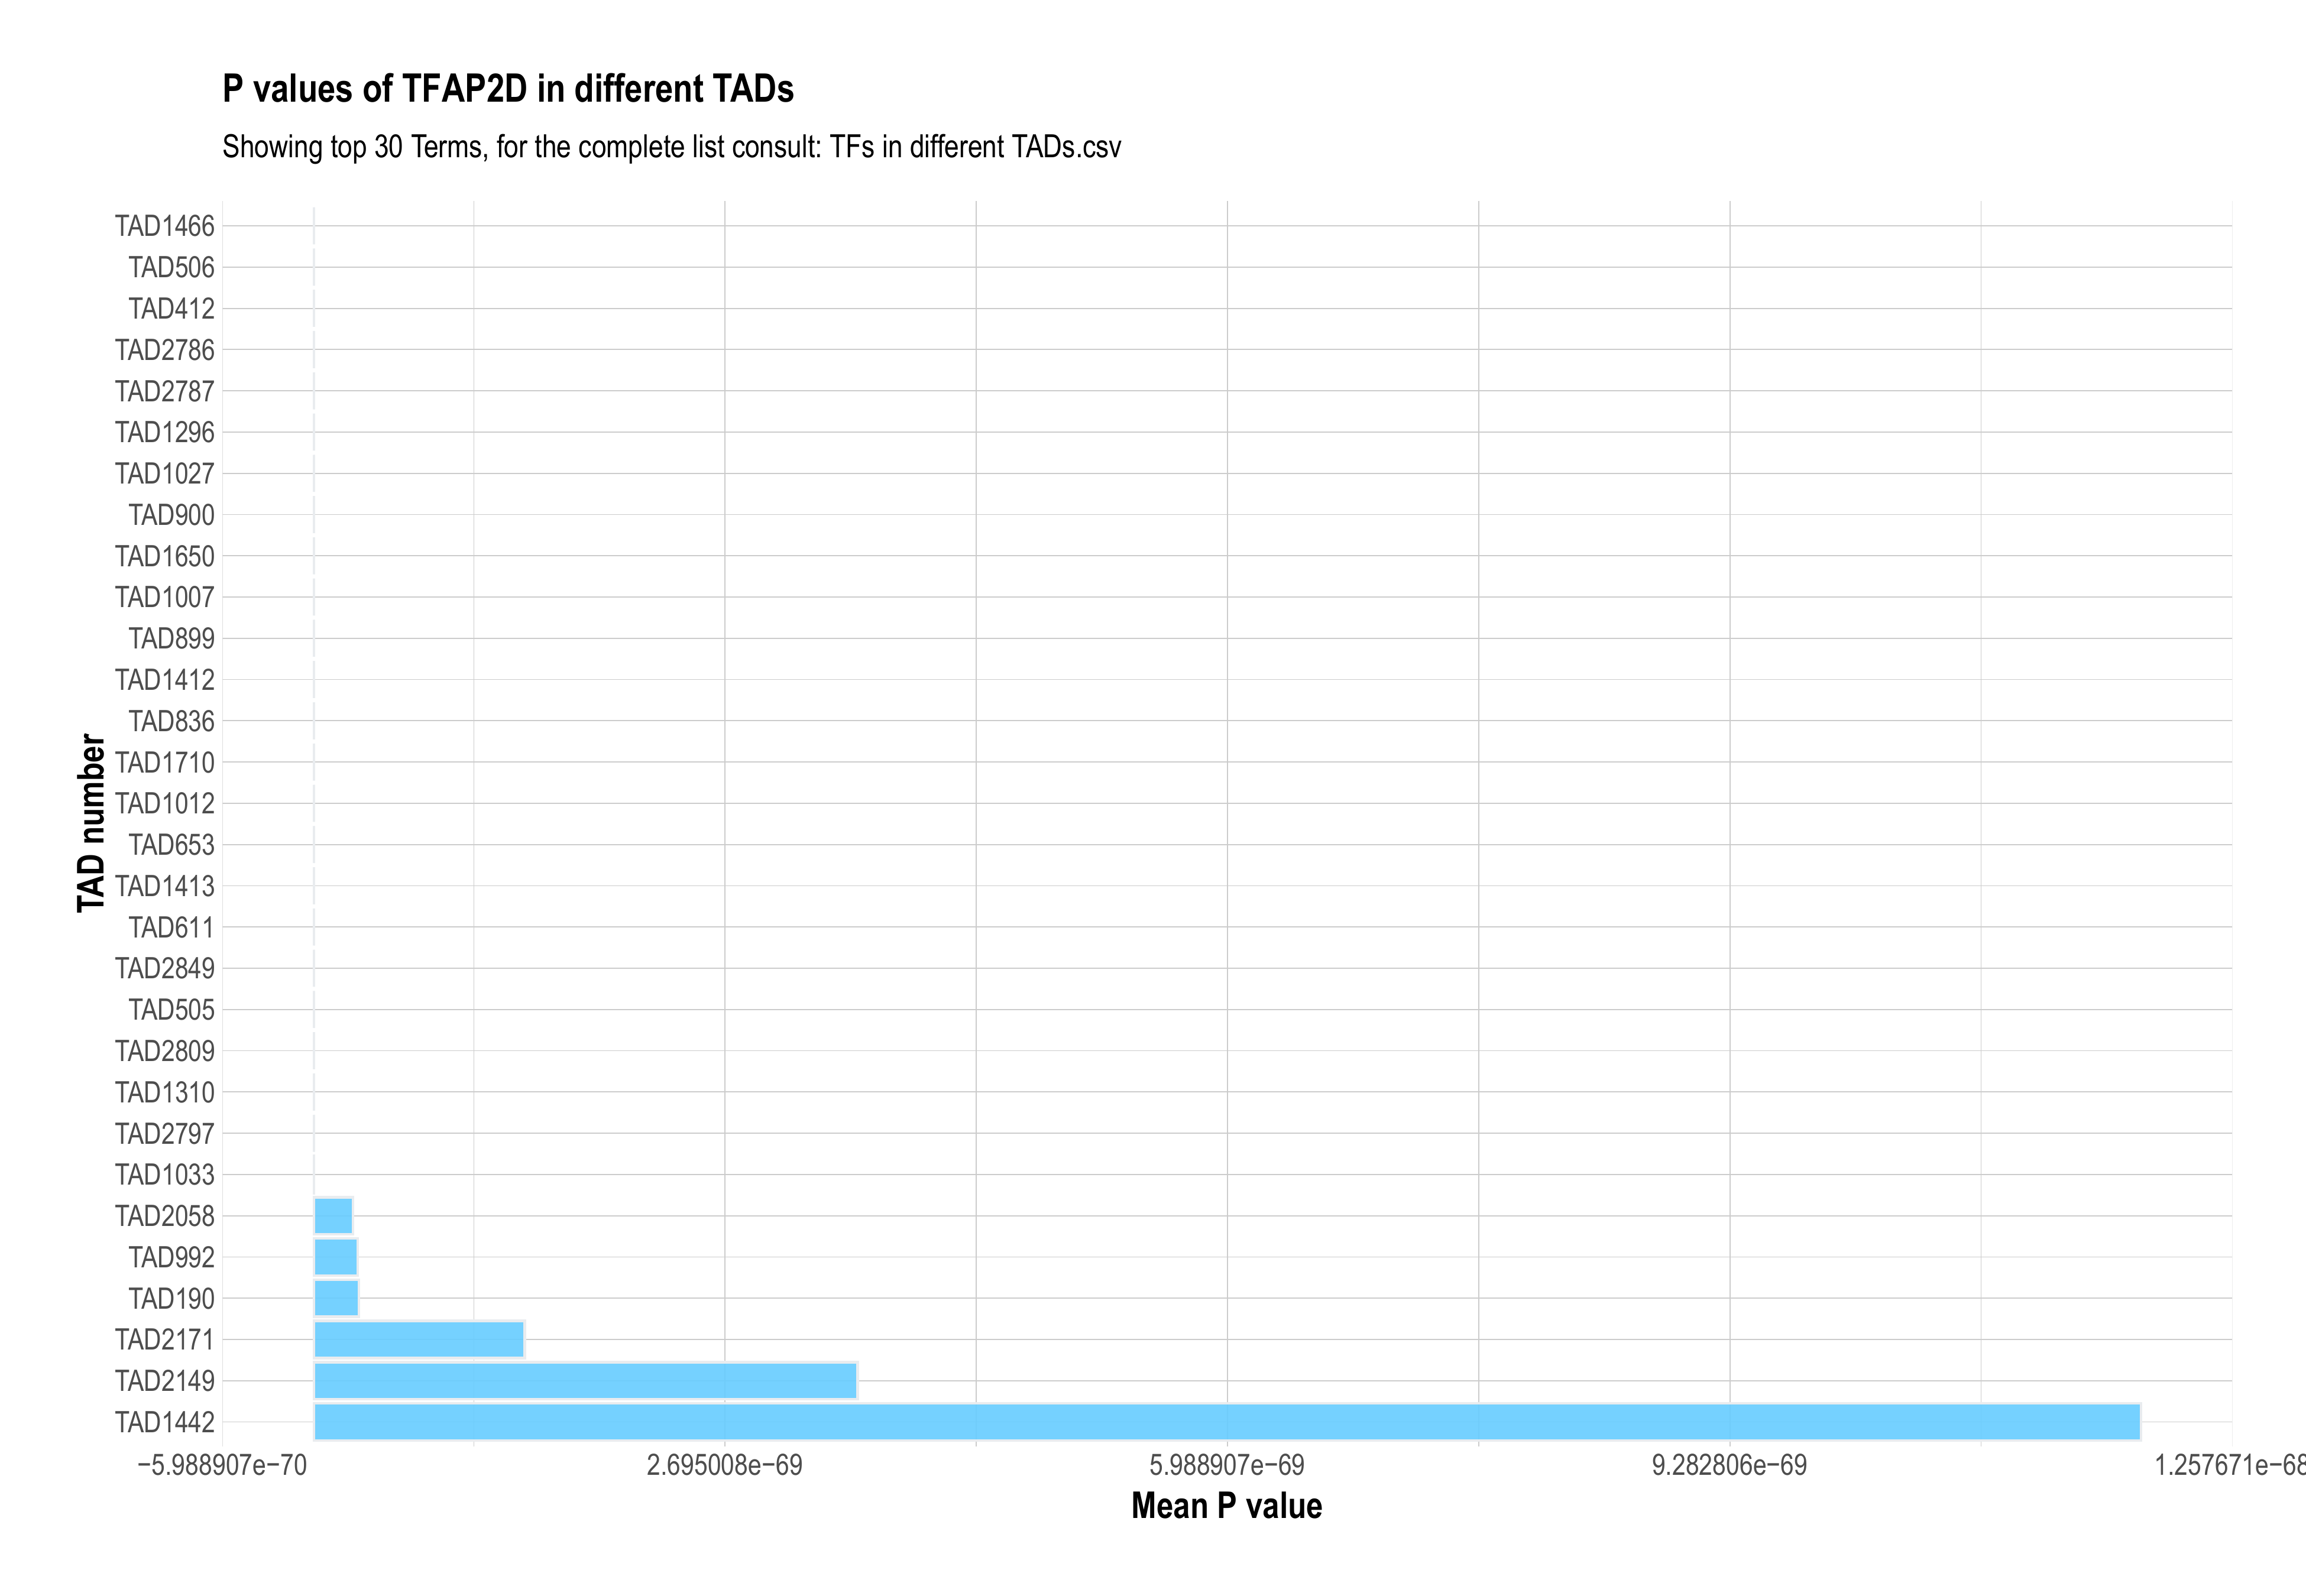 P values of TFAP2D in different TADs
Showing top 30 Terms, for the complete list consult: TFs in different TADs.csv
TAD number
TAD1466
TAD506
TAD412
TAD2786
TAD2787
TAD1296
TAD1027
TAD900
TAD1650
TAD1007
TAD899
TAD1412
TAD836
TAD1710
TAD1012
TAD653
TAD1413
TAD611
TAD2849
TAD505
TAD2809
TAD1310
TAD2797
TAD1033
TAD2058
TAD992
TAD190
TAD2171
TAD2149
TAD1442
−5.988907e−70 2.695008e−69 5.988907e−69 9.282806e−69 1.257671e−68
Mean P value